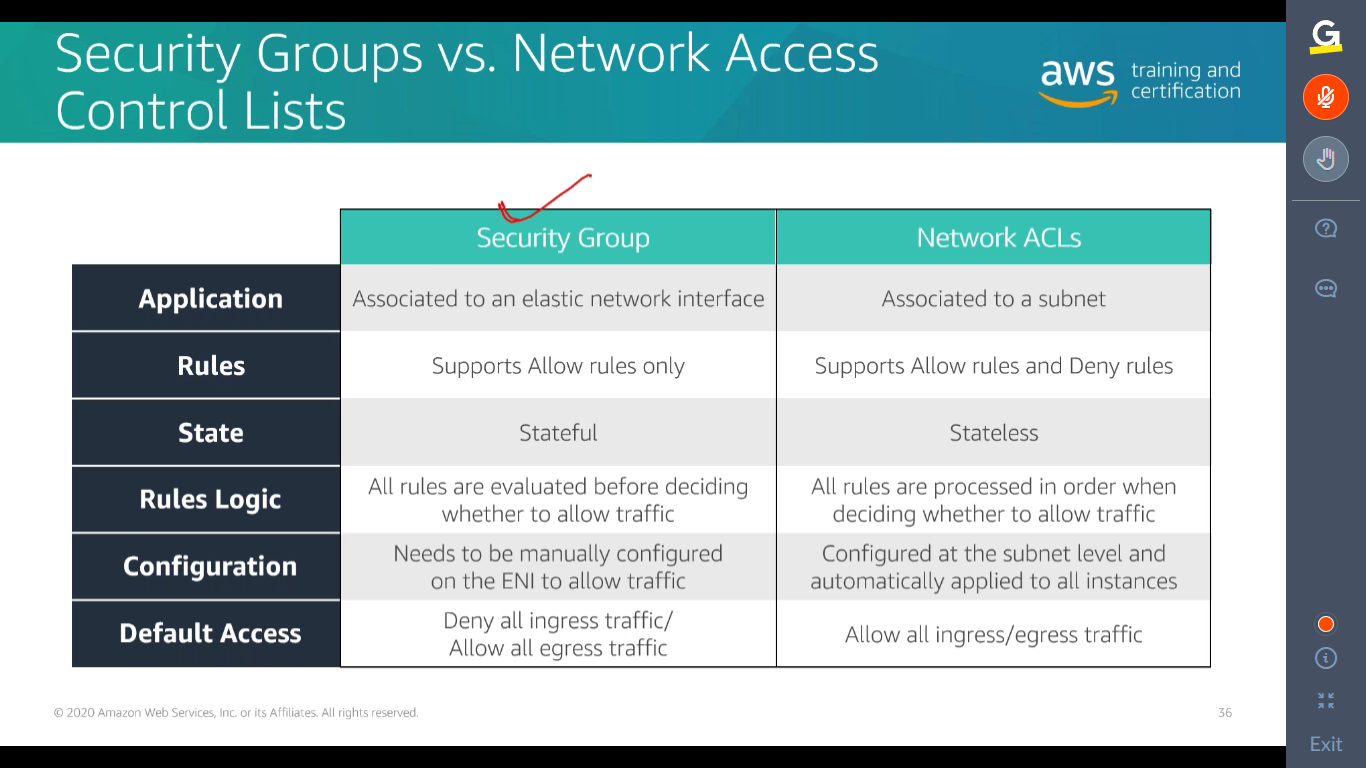 Security Groups vs. Network Access
Control Lists
aws
training and
certification
G
Security Group
Network ACLs
Application
Associated to an elastic network interface
Associated to a subnet
Rules
Supports Allow rules only
Supports Allow rules and Deny rules
State
Stateful
Stateless
Rules Logic
All rules are evaluated before deciding
whether to allow traffic
All rules are processed in order when
deciding whether to allow traffic
Configuration
Needs to be manually configured
on the ENI to allow traffic
Configured at the subnet level and
automatically applied to all instances
Default Access
Deny all ingress traffic/
Allow all egress traffic
Allow all ingress/egress traffic
© 2020 Amazon Web Services, Inc. or its Affiliates. All rights reserved.
36
Exit